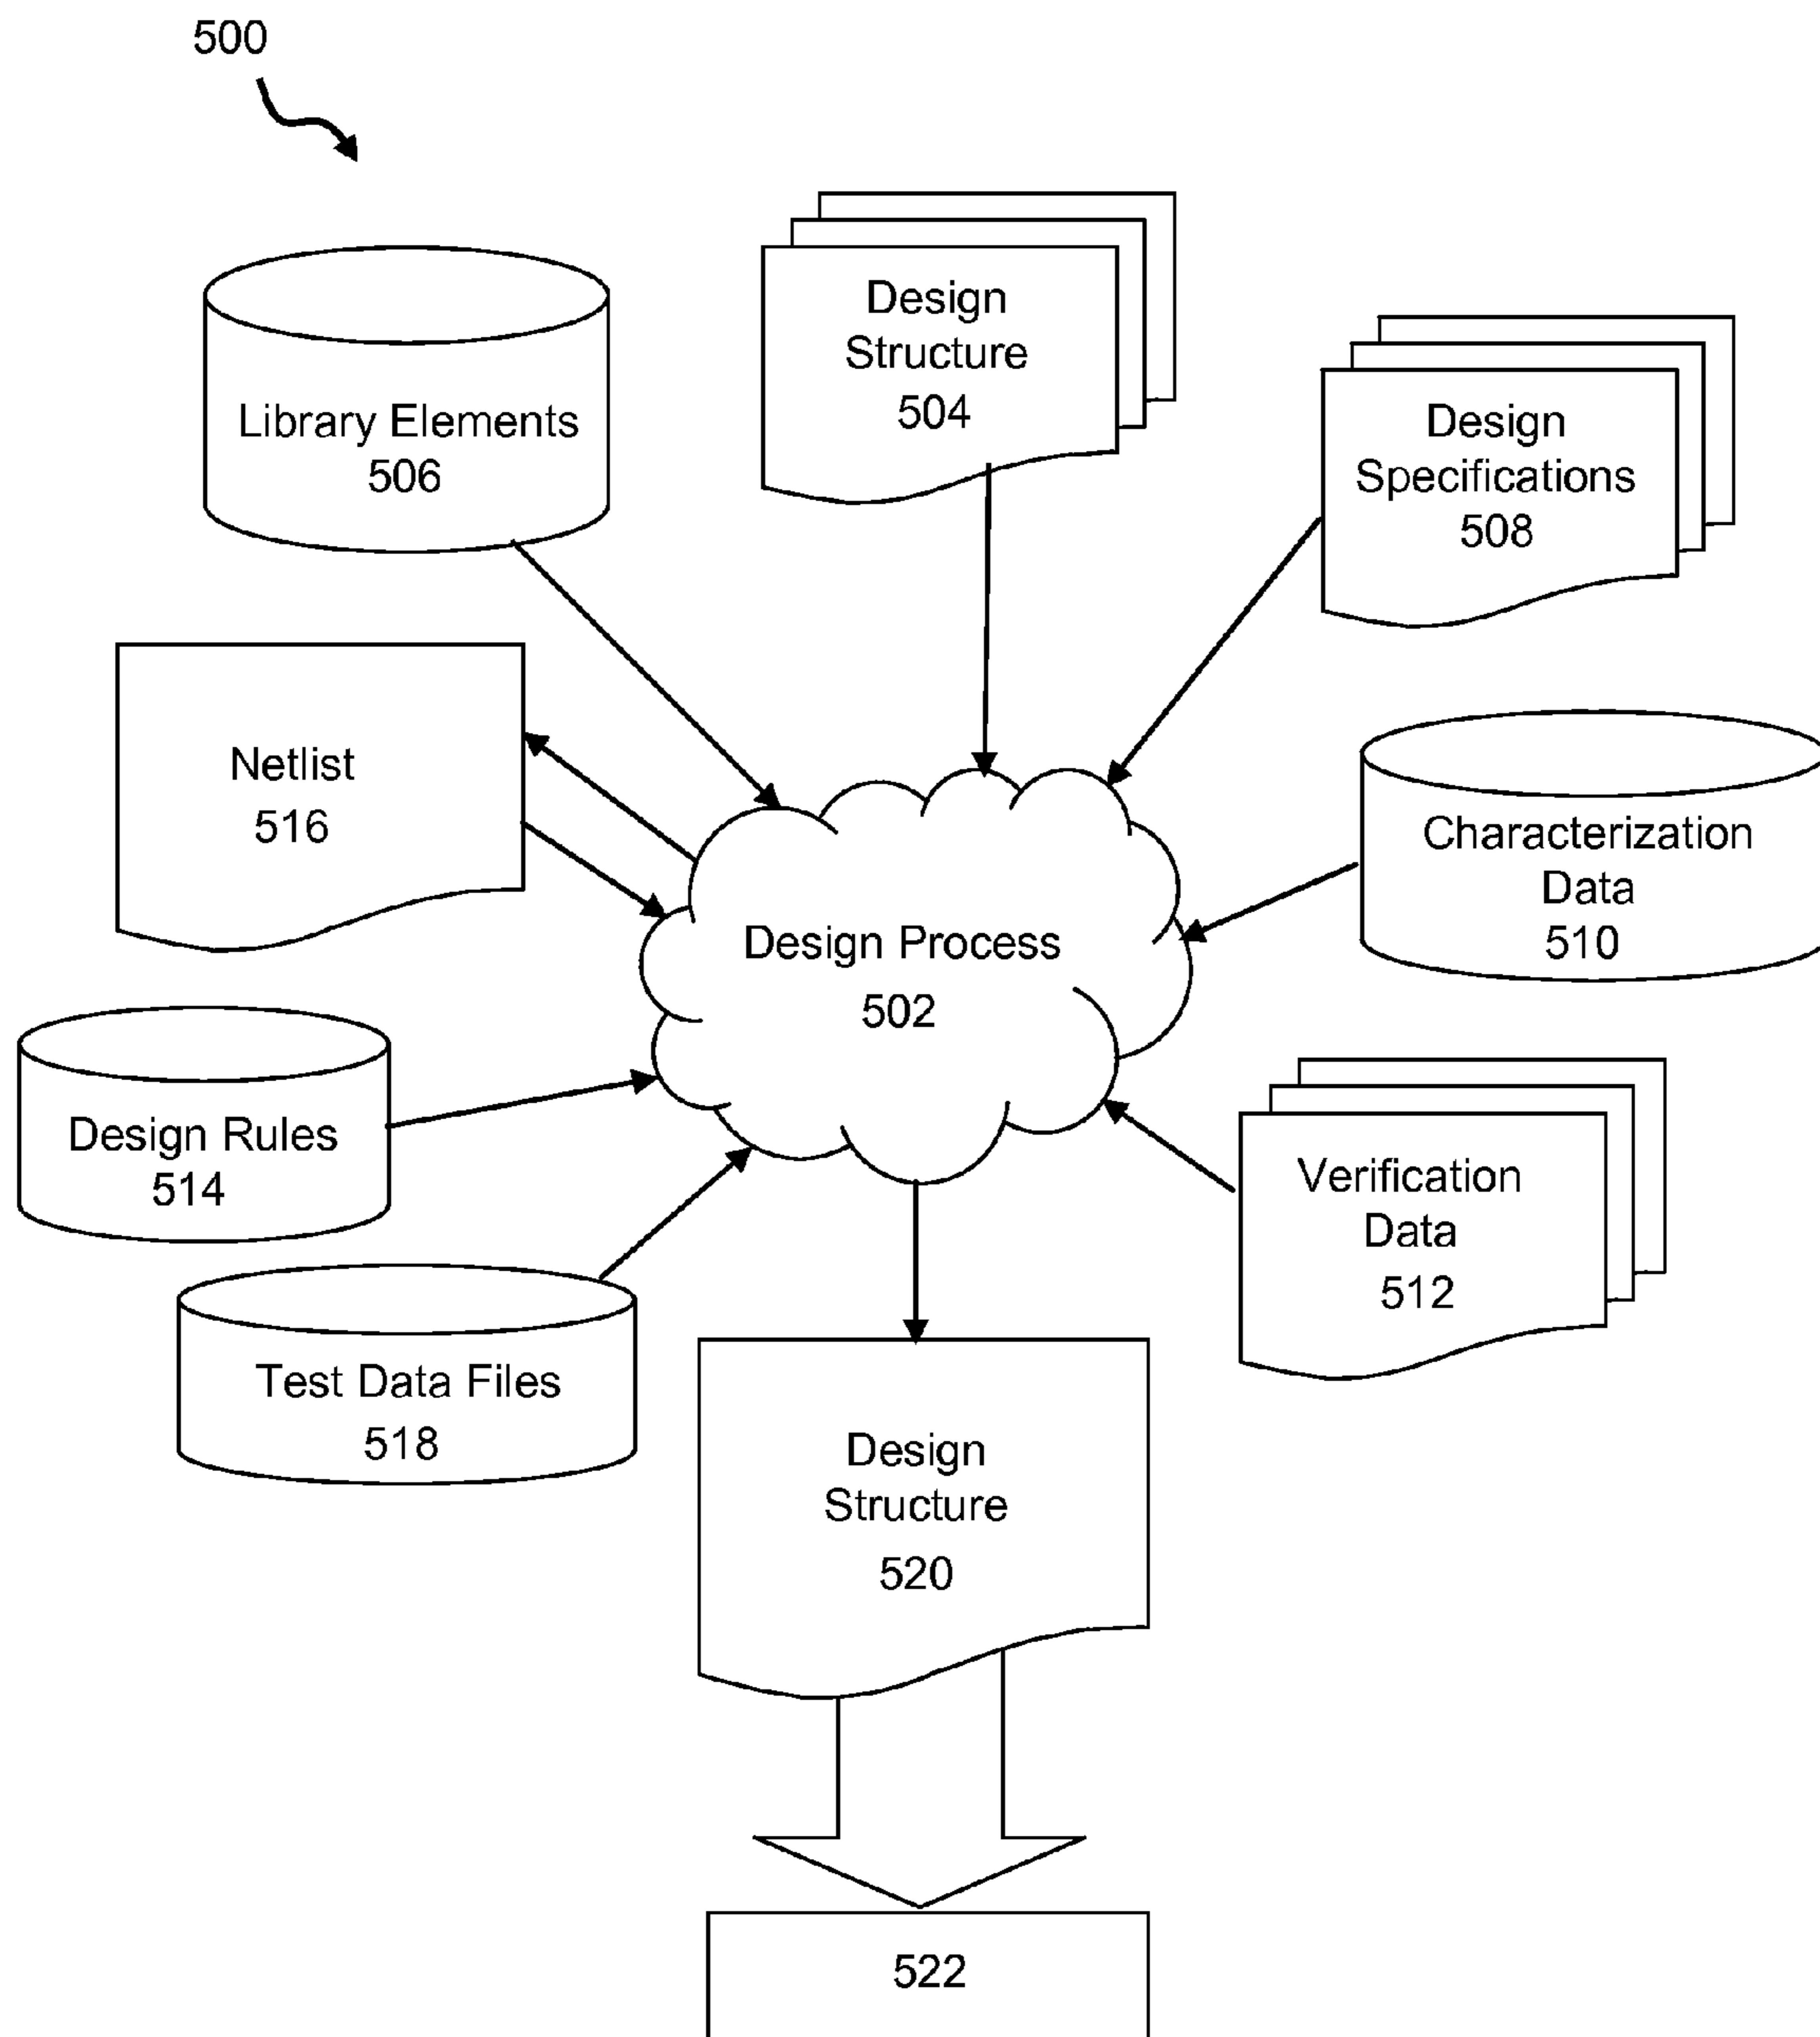 500
Design
Structure
504
Library Elements
506
Design
Specifications
508
Netlist
516
Characterization
Data
510
Design Process
502
Design Rules
514
Verification
Data
512
Test Data Files
518
Design
Structure
520
522